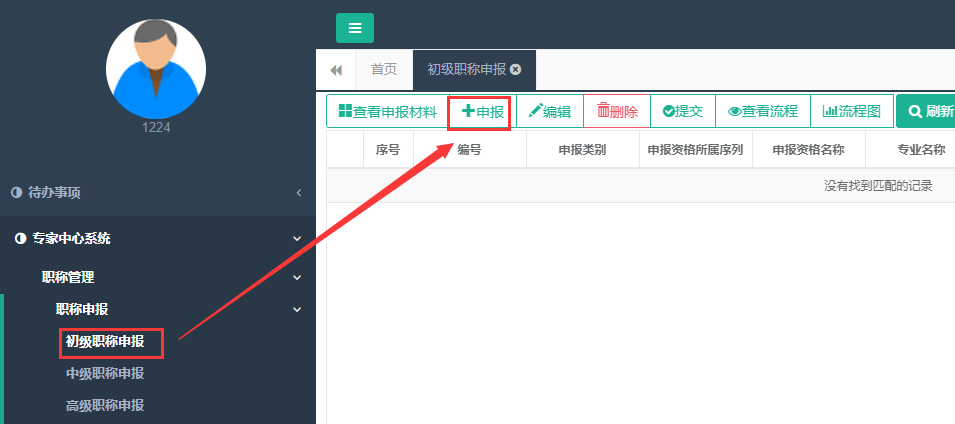 1224
待办事项
专家中心系统
职称管理
职称申报
初级职称申报
中级职称申报
高级职称申报
首页 初级职称申报
查看申报材料 申报 编辑 删除 提交 查看流程 流程图 刷新
序号 编号 申报类别 申报资格所属序列 申报资格名称 专业名称
没有找到匹配的记录